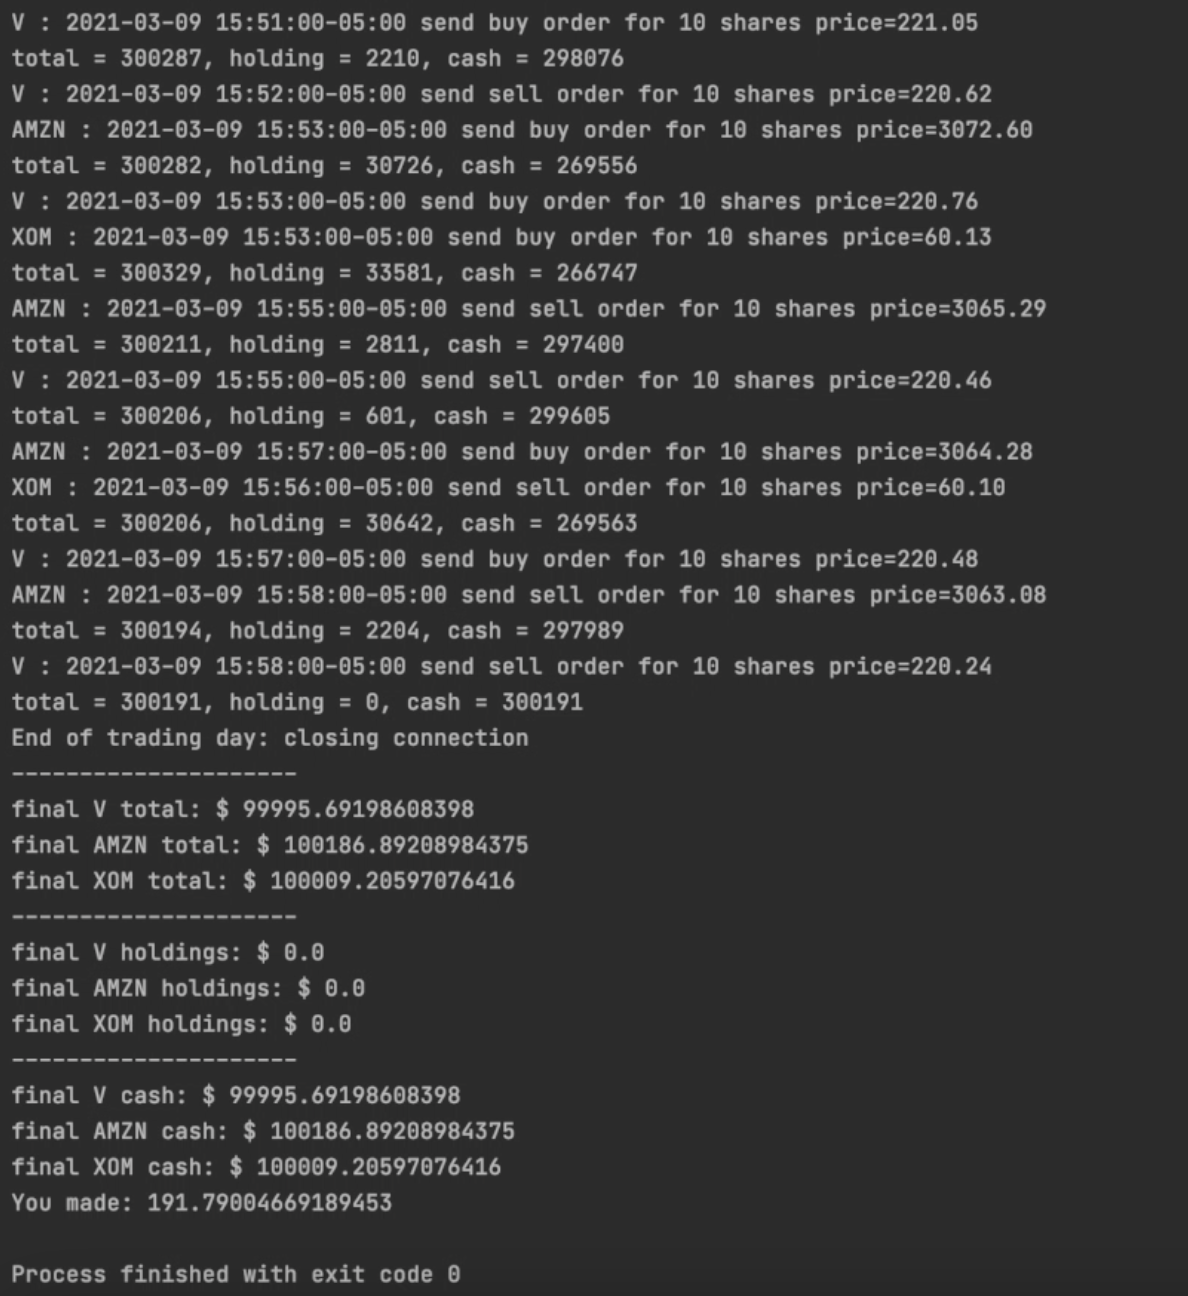 V : 2021-03-09 15:51:00-05:00 send buy order for 10 shares price=221.05
total = 300287, holding = 2210, cash = 298076
V : 2021-03-09 15:52:00-05:00 send sell order for 10 shares price=220.62
AMZN : 2021-03-09 15:53:00-05:00 send buy order for 10 shares price=3072.60
total = 300282, holding = 30726, cash = 269556
V : 2021-03-09 15:53:00-05:00 send buy order for 10 shares price=220.76
XOM : 2021-03-09 15:53:00-05:00 send buy order for 10 shares price=60.13
total = 300329, holding = 33581, cash = 266747
AMZN : 2021-03-09 15:55:00-05:00 send sell order for 10 shares price=3065.29
total = 300211, holding = 2811, cash = 297400
V : 2021-03-09 15:55:00-05:00 send sell order for 10 shares price=220.46
total = 300206, holding = 601, cash = 299605
AMZN : 2021-03-09 15:57:00-05:00 send buy order for 10 shares price=3064.28
XOM : 2021-03-09 15:56:00-05:00 send sell order for 10 shares price=60.10
total = 300206, holding = 30642, cash = 269563
V : 2021-03-09 15:57:00-05:00 send buy order for 10 shares price=220.48
AMZN : 2021-03-09 15:58:00-05:00 send sell order for 10 shares price=3063.08
total = 300194, holding = 2204, cash = 297989
V : 2021-03-09 15:58:00-05:00 send sell order for 10 shares price=220.24
total = 300191, holding = 0, cash = 300191
End of trading day: closing connection
---------------------
final V total: $ 99995.69198608398
final AMZN total: $ 100186.89208984375
final XOM total: $ 100009.20597076416
---------------------
final V holdings: $ 0.0
final AMZN holdings: $ 0.0
final XOM holdings: $ 0.0
---------------------
final V cash: $ 99995.69198608398
final AMZN cash: $ 100186.89208984375
final XOM cash: $ 100009.20597076416
You made: 191.79004669189453
Process finished with exit code 0